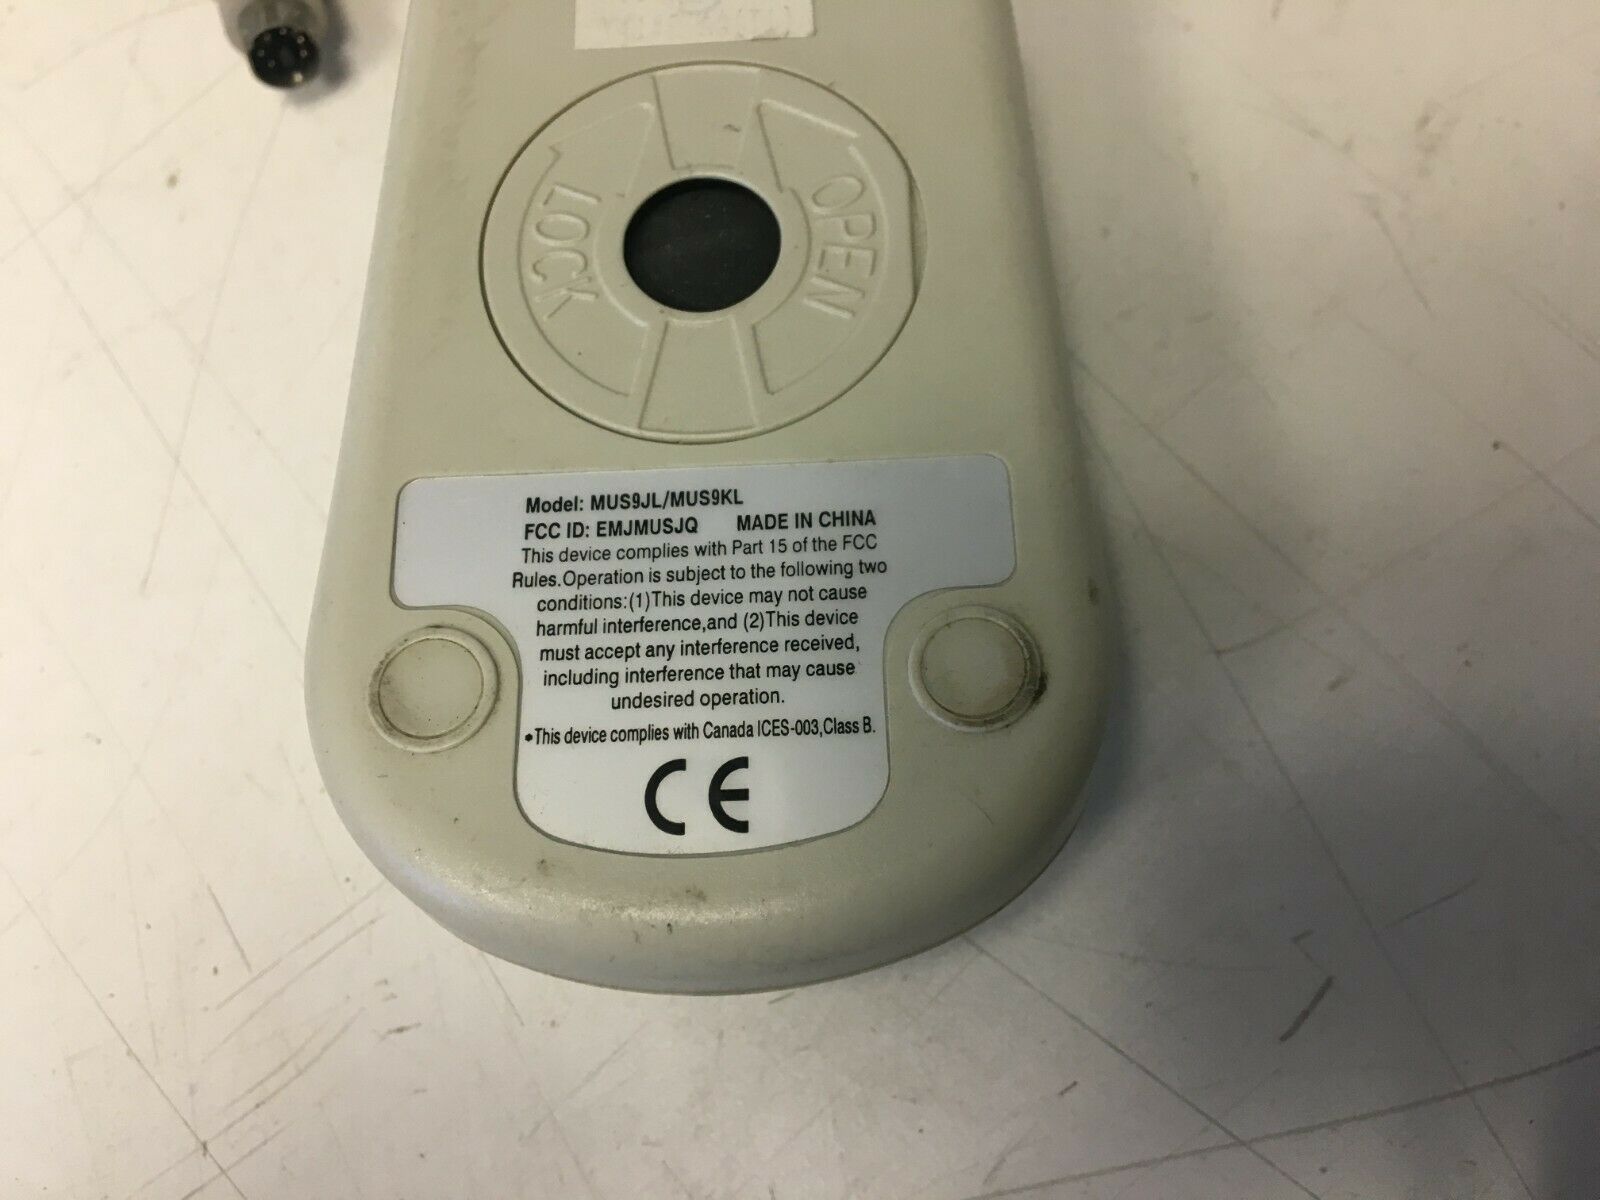 LOCK
OPEN
Model: MUS9JL/MUS9KL
FCC ID: EMJMUSJQ MADE IN CHINA
This device complies with Part 15 of the FCC
Rules.Operation is subject to the following two
conditions:(1)This device may not cause
harmful interference,and (2)This device
must accept any interference received,
including interference that may cause
undesired operation.
•This device complies with Canada ICES-003,Class B.
CE